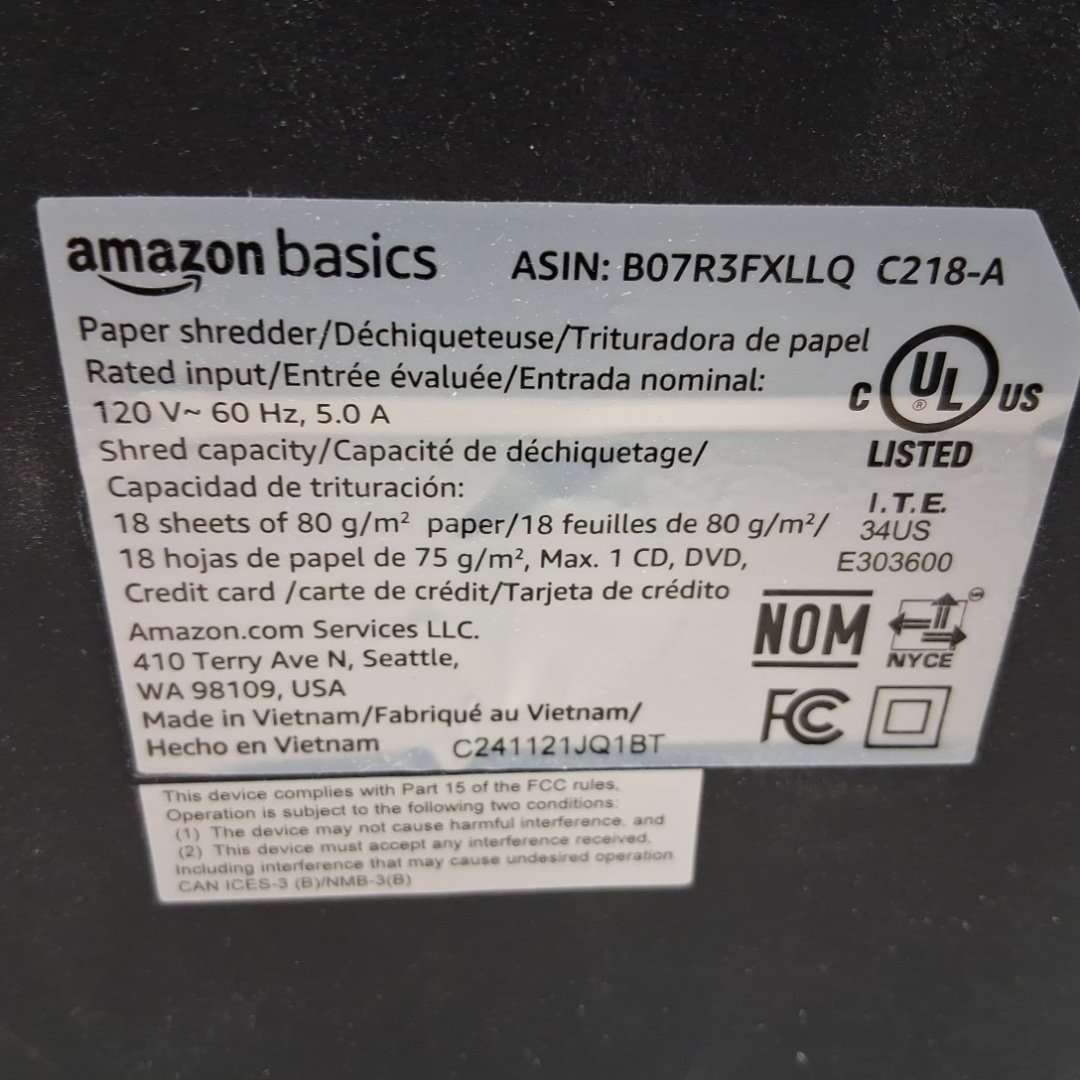 amazon basics ASIN: B07R3FXLLQ C218-A
Paper shredder/Déchiqueteuse/Trituradora de papel
Rated input/Entrée évaluée/Entrada nominal:
120 V~ 60 Hz, 5.0 A
Shred capacity/Capacité de déchiquetage/
Capacidad de trituración:
18 sheets of 80 g/m² paper/18 feuilles de 80 g/m²/
18 hojas de papel de 75 g/m², Max. 1 CD, DVD,
Credit card /carte de crédit/Tarjeta de crédito
Amazon.com Services LLC.
410 Terry Ave N, Seattle,
WA 98109, USA
Made in Vietnam/Fabriqué au Vietnam/
Hecho en Vietnam C241121JQ1BT
C UL ® US
LISTED
I.T.E.
34US
E303600
NOM NYCE
FC
This device complies with Part 15 of the FCC rules,
Operation is subject to the following two conditions:
(1) The device may not cause harmful interference, and
(2) This device must accept any interference received,
Including interference that may cause undesired operation
CAN ICES-3 (B)/NMB-3(B)